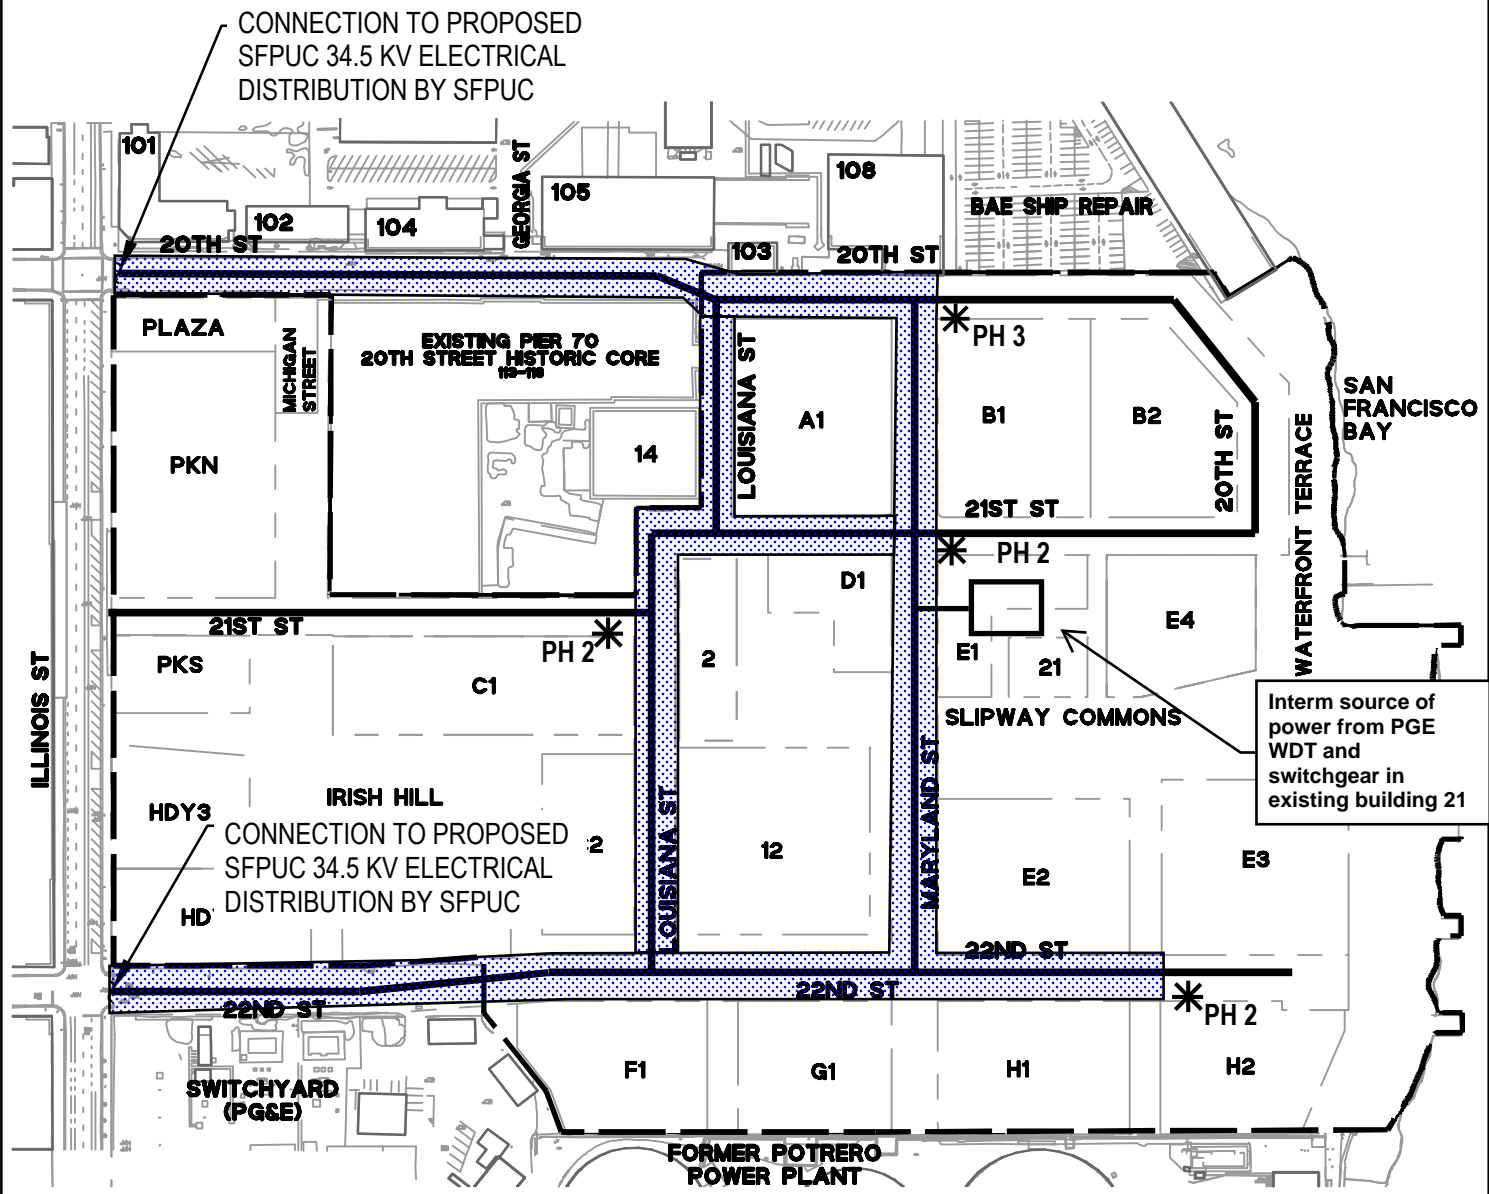 CONNECTION TO PROPOSED
SFPUC 34.5 KV ELECTRICAL
DISTRIBUTION BY SFPUC
101
102
104
GEORGIA ST
105
103
108
BAE SHIP REPAIR
20TH ST
20TH ST
PLAZA
MICHIGAN
STREET
EXISTING PIER 70
20TH STREET HISTORIC CORE
PH 3
SAN
FRANCISCO
BAY
LOUISIANA ST
A1
B1
B2
20TH ST
WATERFRONT TERRACE
PKN
14
21ST ST
PH 2
D1
21ST ST
PH 2
PKS
C1
2
E1
21
E4
ILLINOIS ST
SLIPWAY COMMONS
Interm source of
power from PGE
WDT and
switchgear in
existing building 21
IRISH HILL
HDY3
CONNECTION TO PROPOSED
SFPUC 34.5 KV ELECTRICAL
DISTRIBUTION BY SFPUC
2
HD
LOUISIANA ST
12
MARYLAND ST
E2
E3
22ND ST
22ND ST
22ND ST
PH 2
SWITCHYARD
(PG&E)
F1
G1
H1
H2
FORMER POTRERO
POWER PLANT